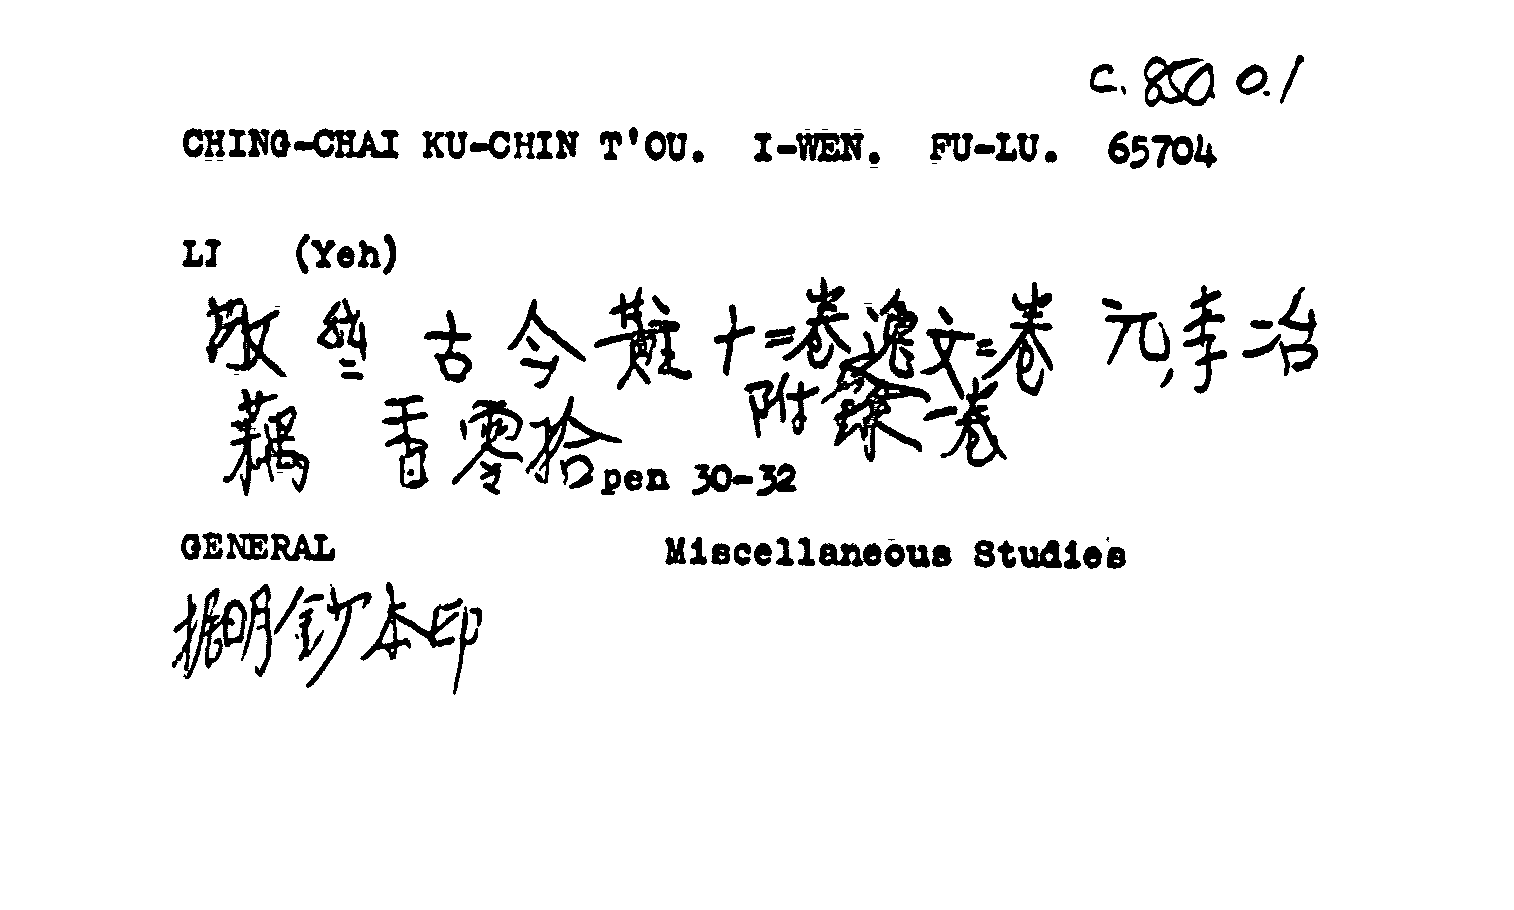 C. 850 0.1
CHING-CHAI KU-CHIN T'OU. I-WEN. FU-LU. 65704
LI (Yeh)
敬齋古今黈十二卷逸文二卷 元,李冶
附錄一卷
藕香零拾 pen 30-32
GENERAL Miscellaneous Studies
據明鈔本印